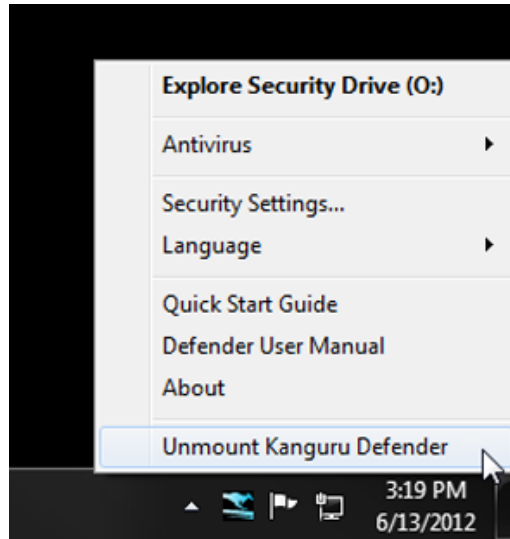 Explore Security Drive (O:)
Antivirus
Security Settings...
Language
Quick Start Guide
Defender User Manual
About
Unmount Kanguru Defender
3:19 PM
6/13/2012